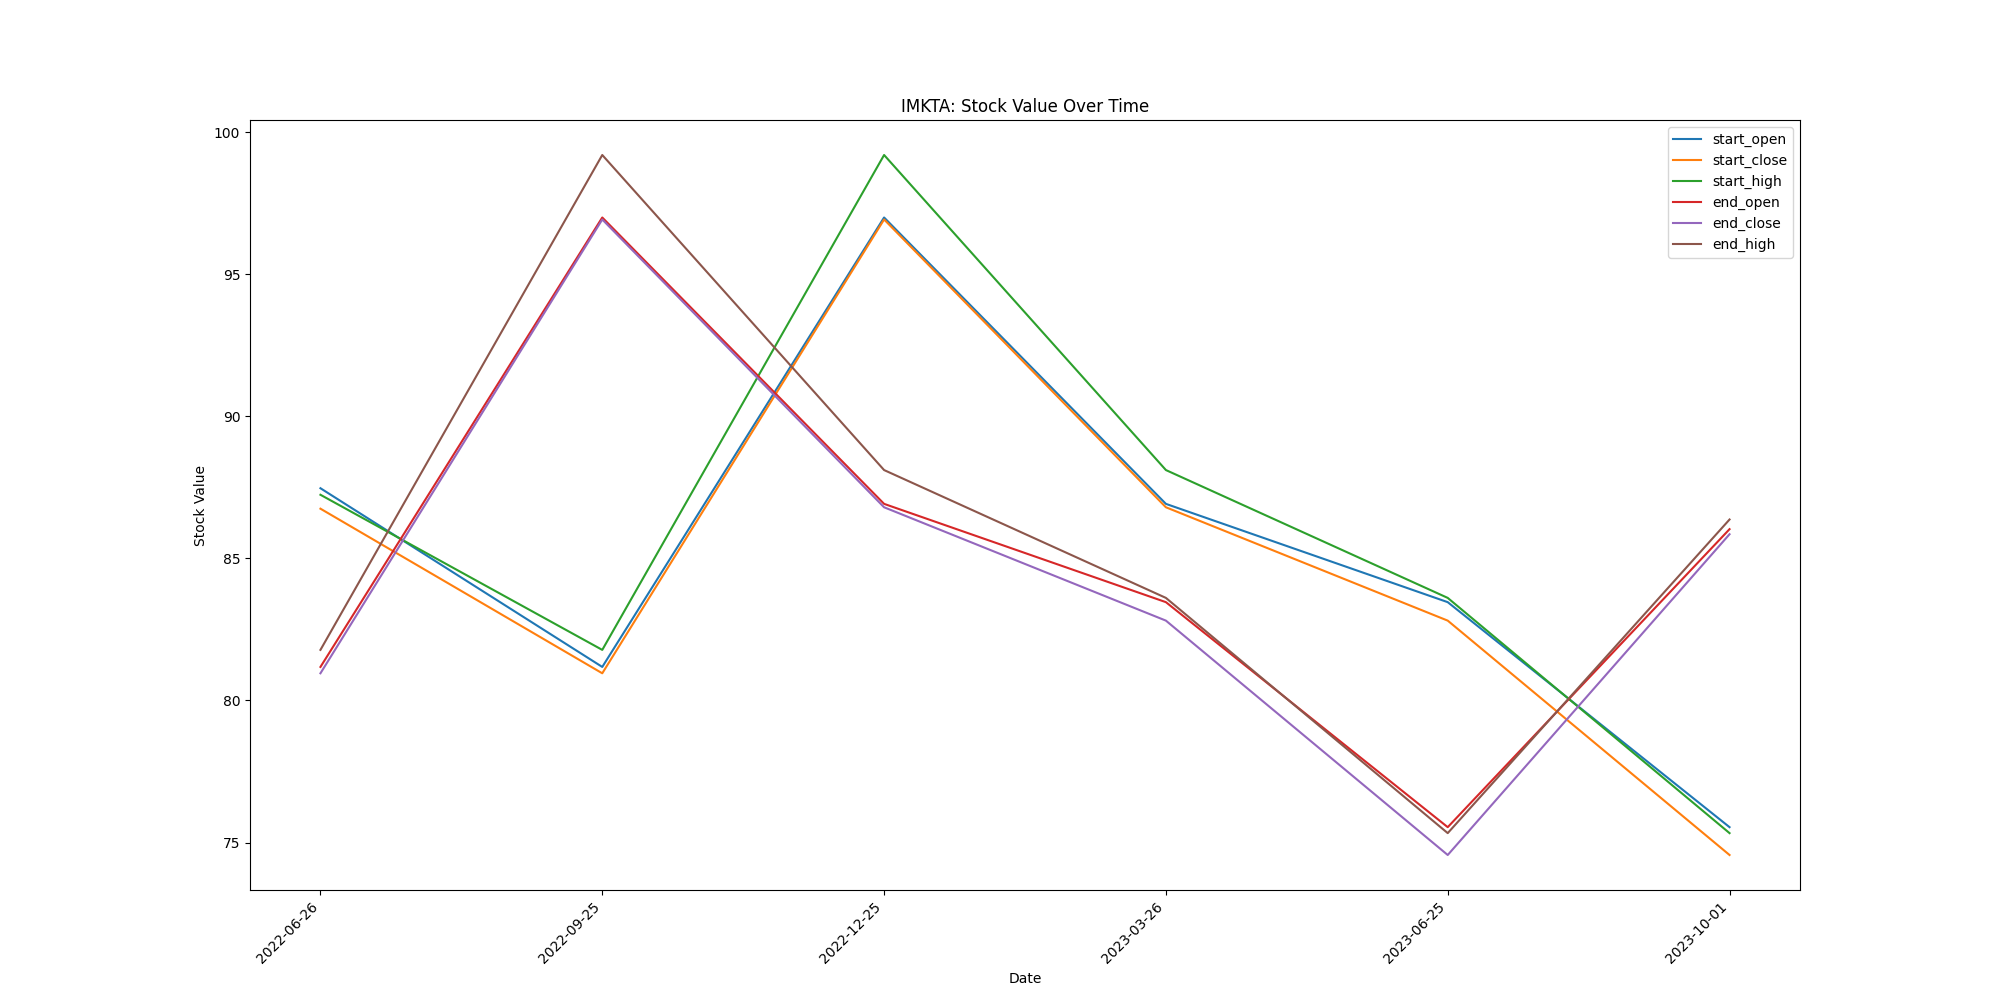 IMKTA: Stock Value Over Time
start_open
start_close
start_high
end_open
end_close
end_high
Stock Value
100
95
90
85
80
75
2022-06-26
2022-09-25
2022-12-25
2023-03-26
2023-06-25
2023-10-01
Date